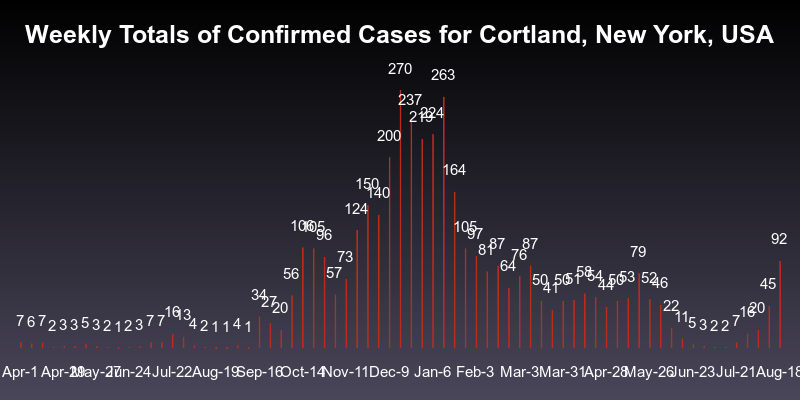 Weekly Totals of Confirmed Cases for Cortland, New York, USA
7 6 7 2 3 3 5 3 2 1 2 3 7 7 16 13 4 2 1 1 4 1 34 27 20 56 106 105 96 57 73 124 150 140 200 270 237 219 224 263 164 105 97 81 87 64 76 87 50 41 50 51 58 54 44 50 53 79 52 46 22 11 5 3 2 2 7 16 20 45 92
Apr-1 Apr-29 May-27 Jun-24 Jul-22 Aug-19 Sep-16 Oct-14 Nov-11 Dec-9 Jan-6 Feb-3 Mar-3 Mar-31 Apr-28 May-26 Jun-23 Jul-21 Aug-18